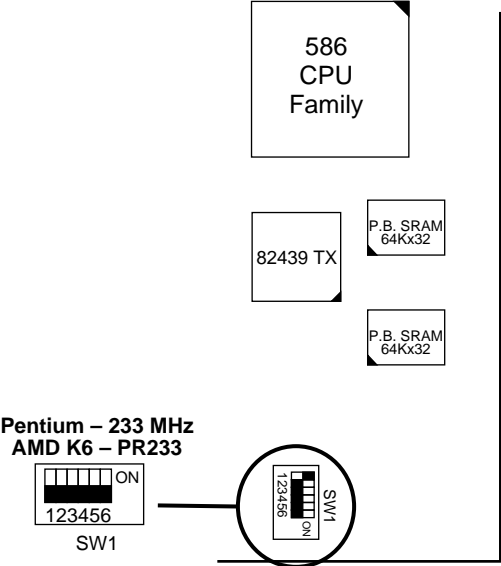 586
CPU
Family
82439 TX
P.B. SRAM
64Kx32
P.B. SRAM
64Kx32
Pentium – 233 MHz
AMD K6 – PR233
ON
123456
SW1
123456
ON
SW1